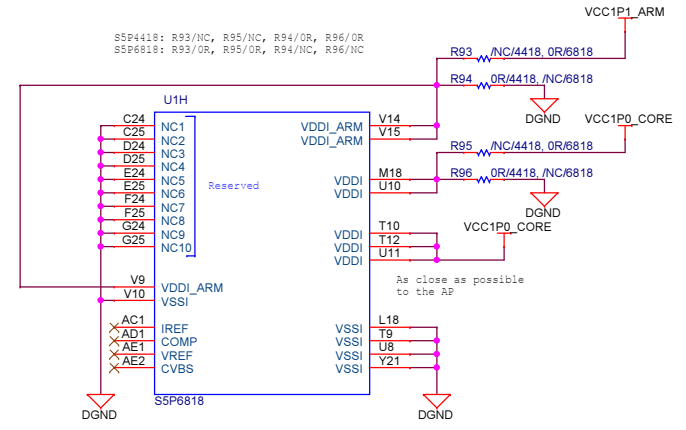 VCC1P1_ARM
S5P4418: R93/NC, R95/NC, R94/0R, R96/0R
S5P6818: R93/0R, R95/0R, R94/NC, R96/NC
R93 /NC/4418, 0R/6818
R94 0R/4418, /NC/6818
U1H
DGND
VCC1P0_CORE
C24 NC1 VDDI_ARM V14
C25 NC2 VDDI_ARM V15
D24 NC3
R95 /NC/4418, 0R/6818
D25 NC4
E24 NC5 VDDI M18
R96 0R/4418, /NC/6818
E25 NC6 Reserved VDDI U10
F24 NC7
DGND
F25 NC8
VCC1P0_CORE
G24 NC9 VDDI T10
G25 NC10 VDDI T12
VDDI U11
As close as possible
to the AP
V9 VDDI_ARM
V10 VSSI
AC1 IREF VSSI L18
AD1 COMP VSSI T9
AE1 VREF VSSI U8
AE2 CVBS VSSI Y21
S5P6818
DGND
DGND